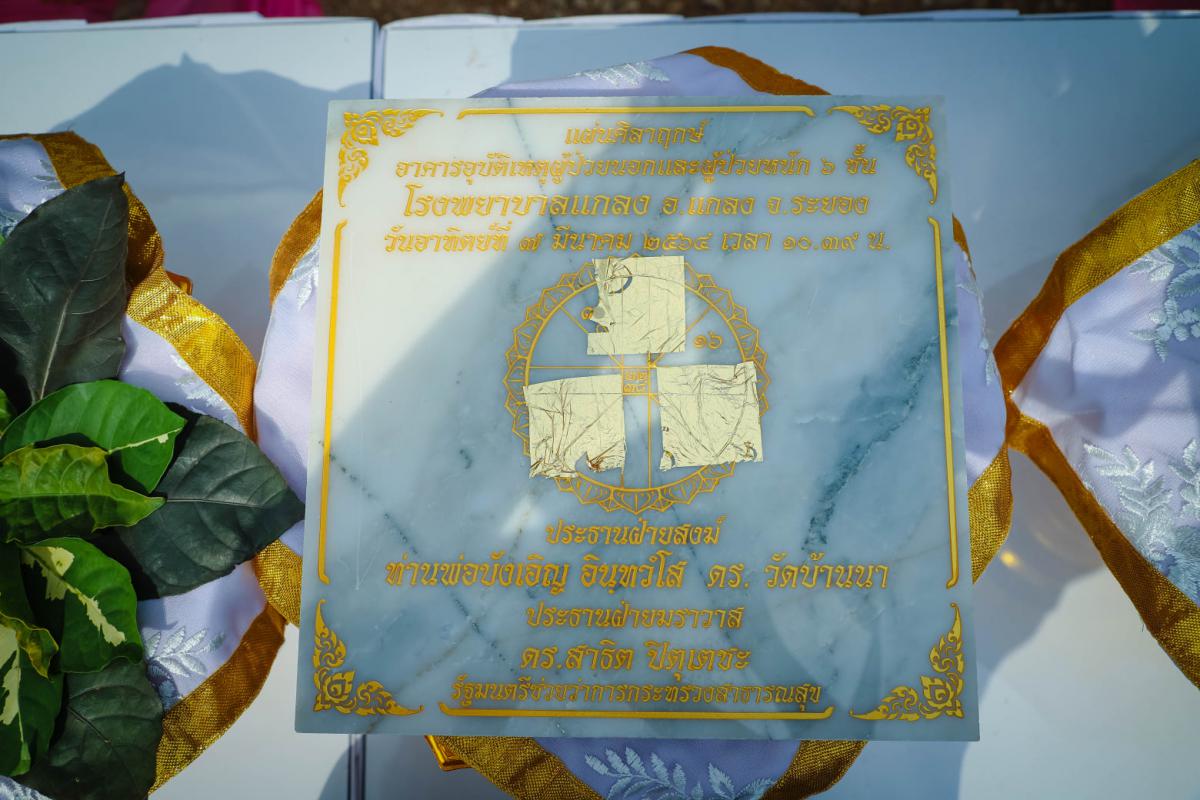 แผ่นศิลาฤกษ์
อาคารอุบัติเหตุผู้ป่วยนอกและผู้ป่วยหนัก ๖ ชั้น
โรงพยาบาลแกลง อ.แกลง จ.ระยอง
วันอาทิตย์ที่ ๗ มีนาคม ๒๕๖๔ เวลา ๑๐.๓๙ น.
๑๖
ประธานฝ่ายสงฆ์
ท่านพ่อบังเอิญ อินฺทวํโส ดร. วัดบ้านนา
ประธานฝ่ายฆราวาส
ดร.สาธิต ปิตุเตชะ
รัฐมนตรีช่วยว่าการกระทรวงสาธารณสุข